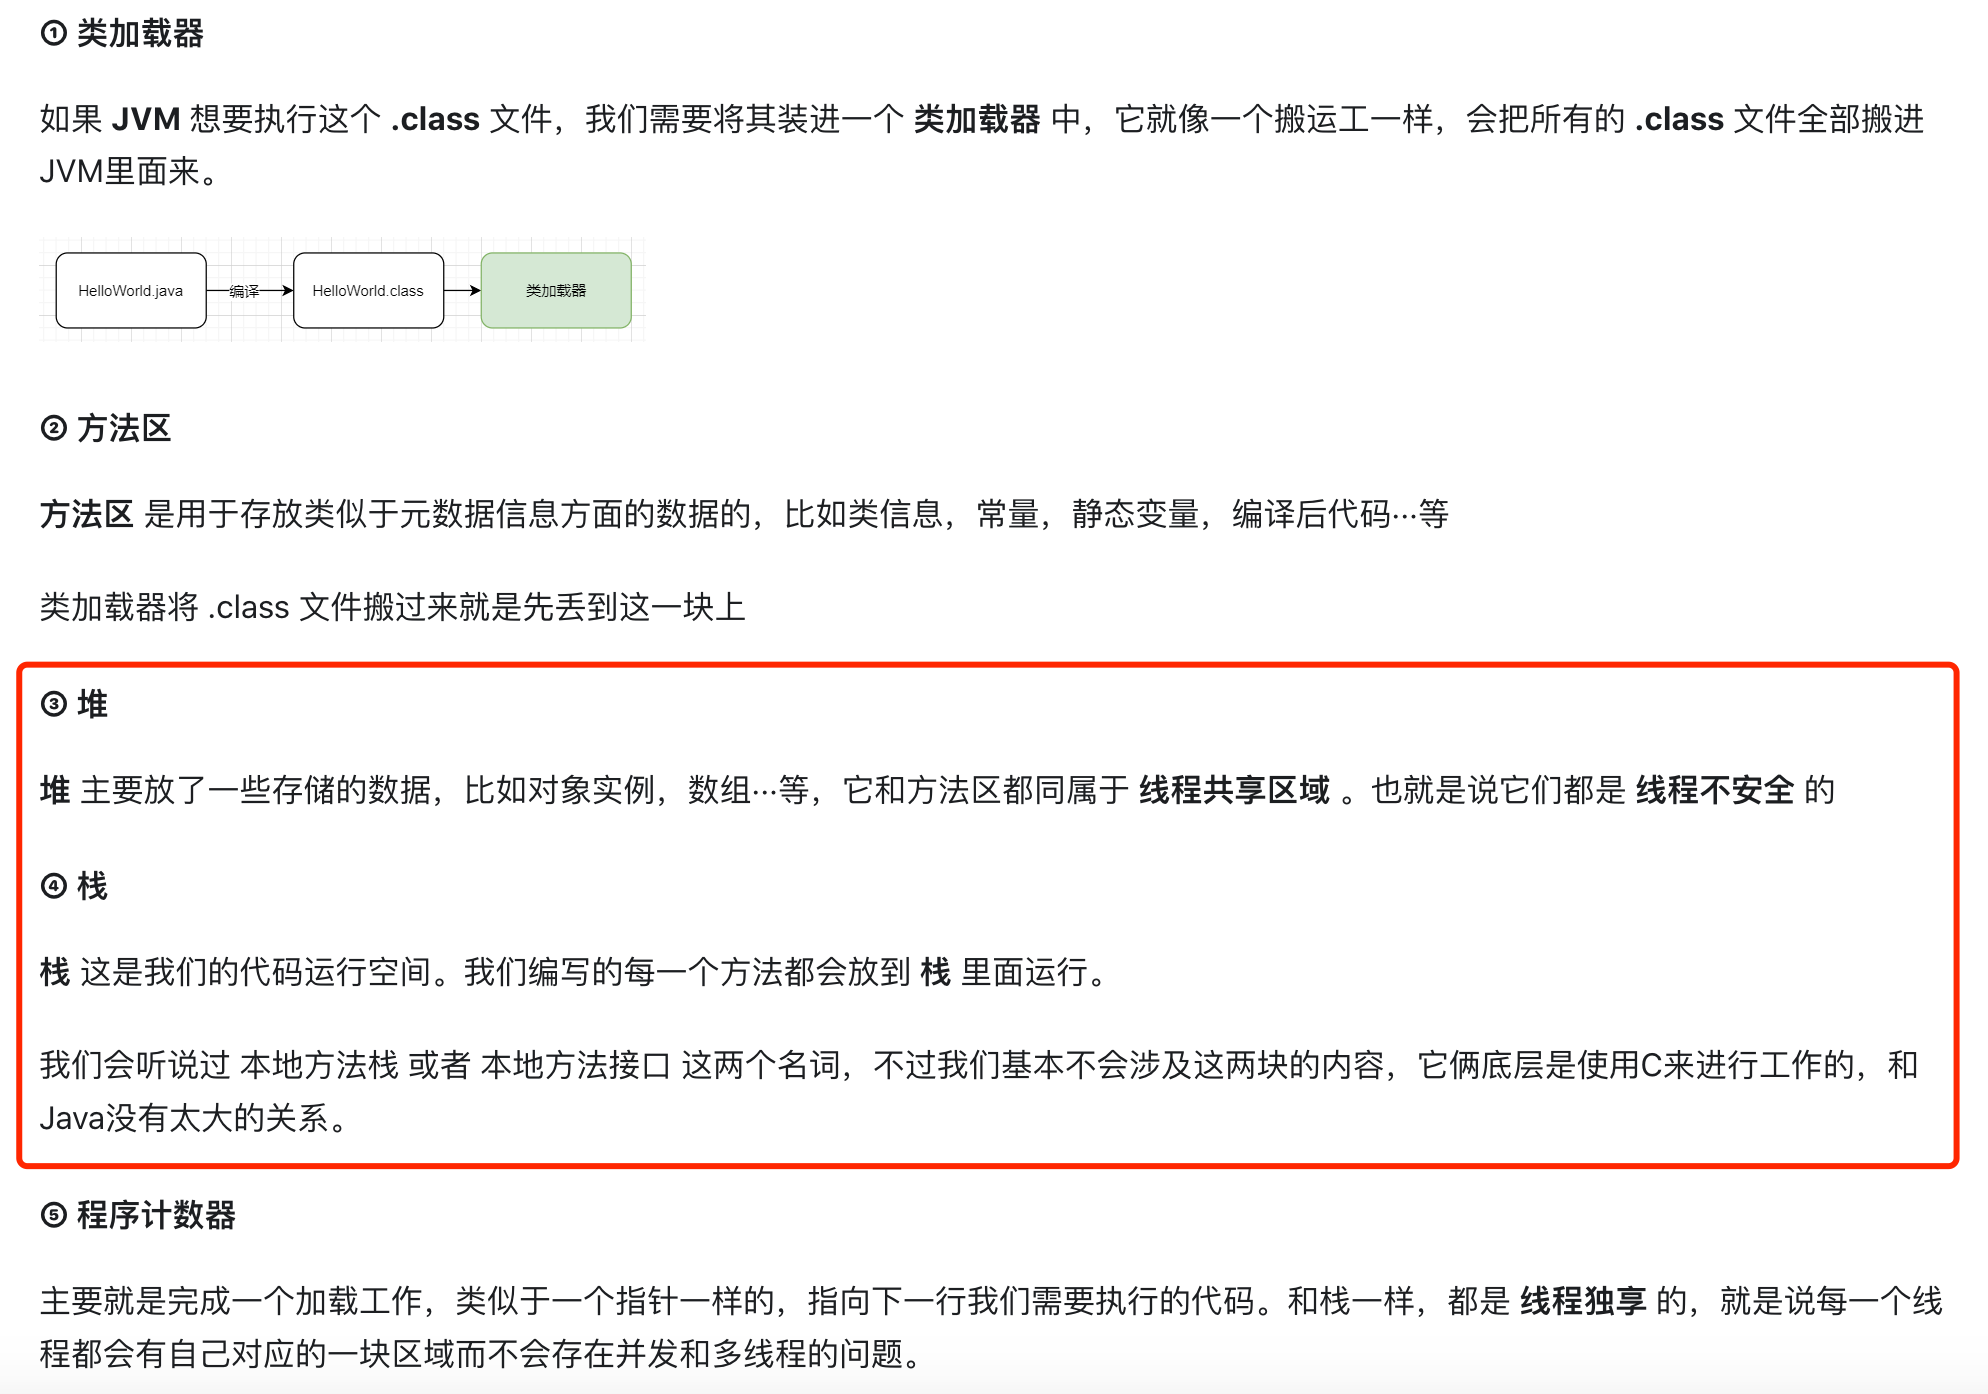 ① 类加载器
如果 JVM 想要执行这个 .class 文件，我们需要将其装进一个 类加载器 中，它就像一个搬运工一样，会把所有的 .class 文件全部搬进
JVM里面来。
HelloWorld.java
编译
HelloWorld.class
类加载器
② 方法区
方法区 是用于存放类似于元数据信息方面的数据的，比如类信息，常量，静态变量，编译后代码…等
类加载器将 .class 文件搬过来就是先丢到这一块上
③ 堆
堆 主要放了一些存储的数据，比如对象实例，数组…等，它和方法区都同属于 线程共享区域 。也就是说它们都是 线程不安全 的
④ 栈
栈 这是我们的代码运行空间。我们编写的每一个方法都会放到 栈 里面运行。
我们会听说过 本地方法栈 或者 本地方法接口 这两个名词，不过我们基本不会涉及这两块的内容，它俩底层是使用C来进行工作的，和
Java没有太大的关系。
⑤ 程序计数器
主要就是完成一个加载工作，类似于一个指针一样的，指向下一行我们需要执行的代码。和栈一样，都是 线程独享 的，就是说每一个线
程都会有自己对应的一块区域而不会存在并发和多线程的问题。